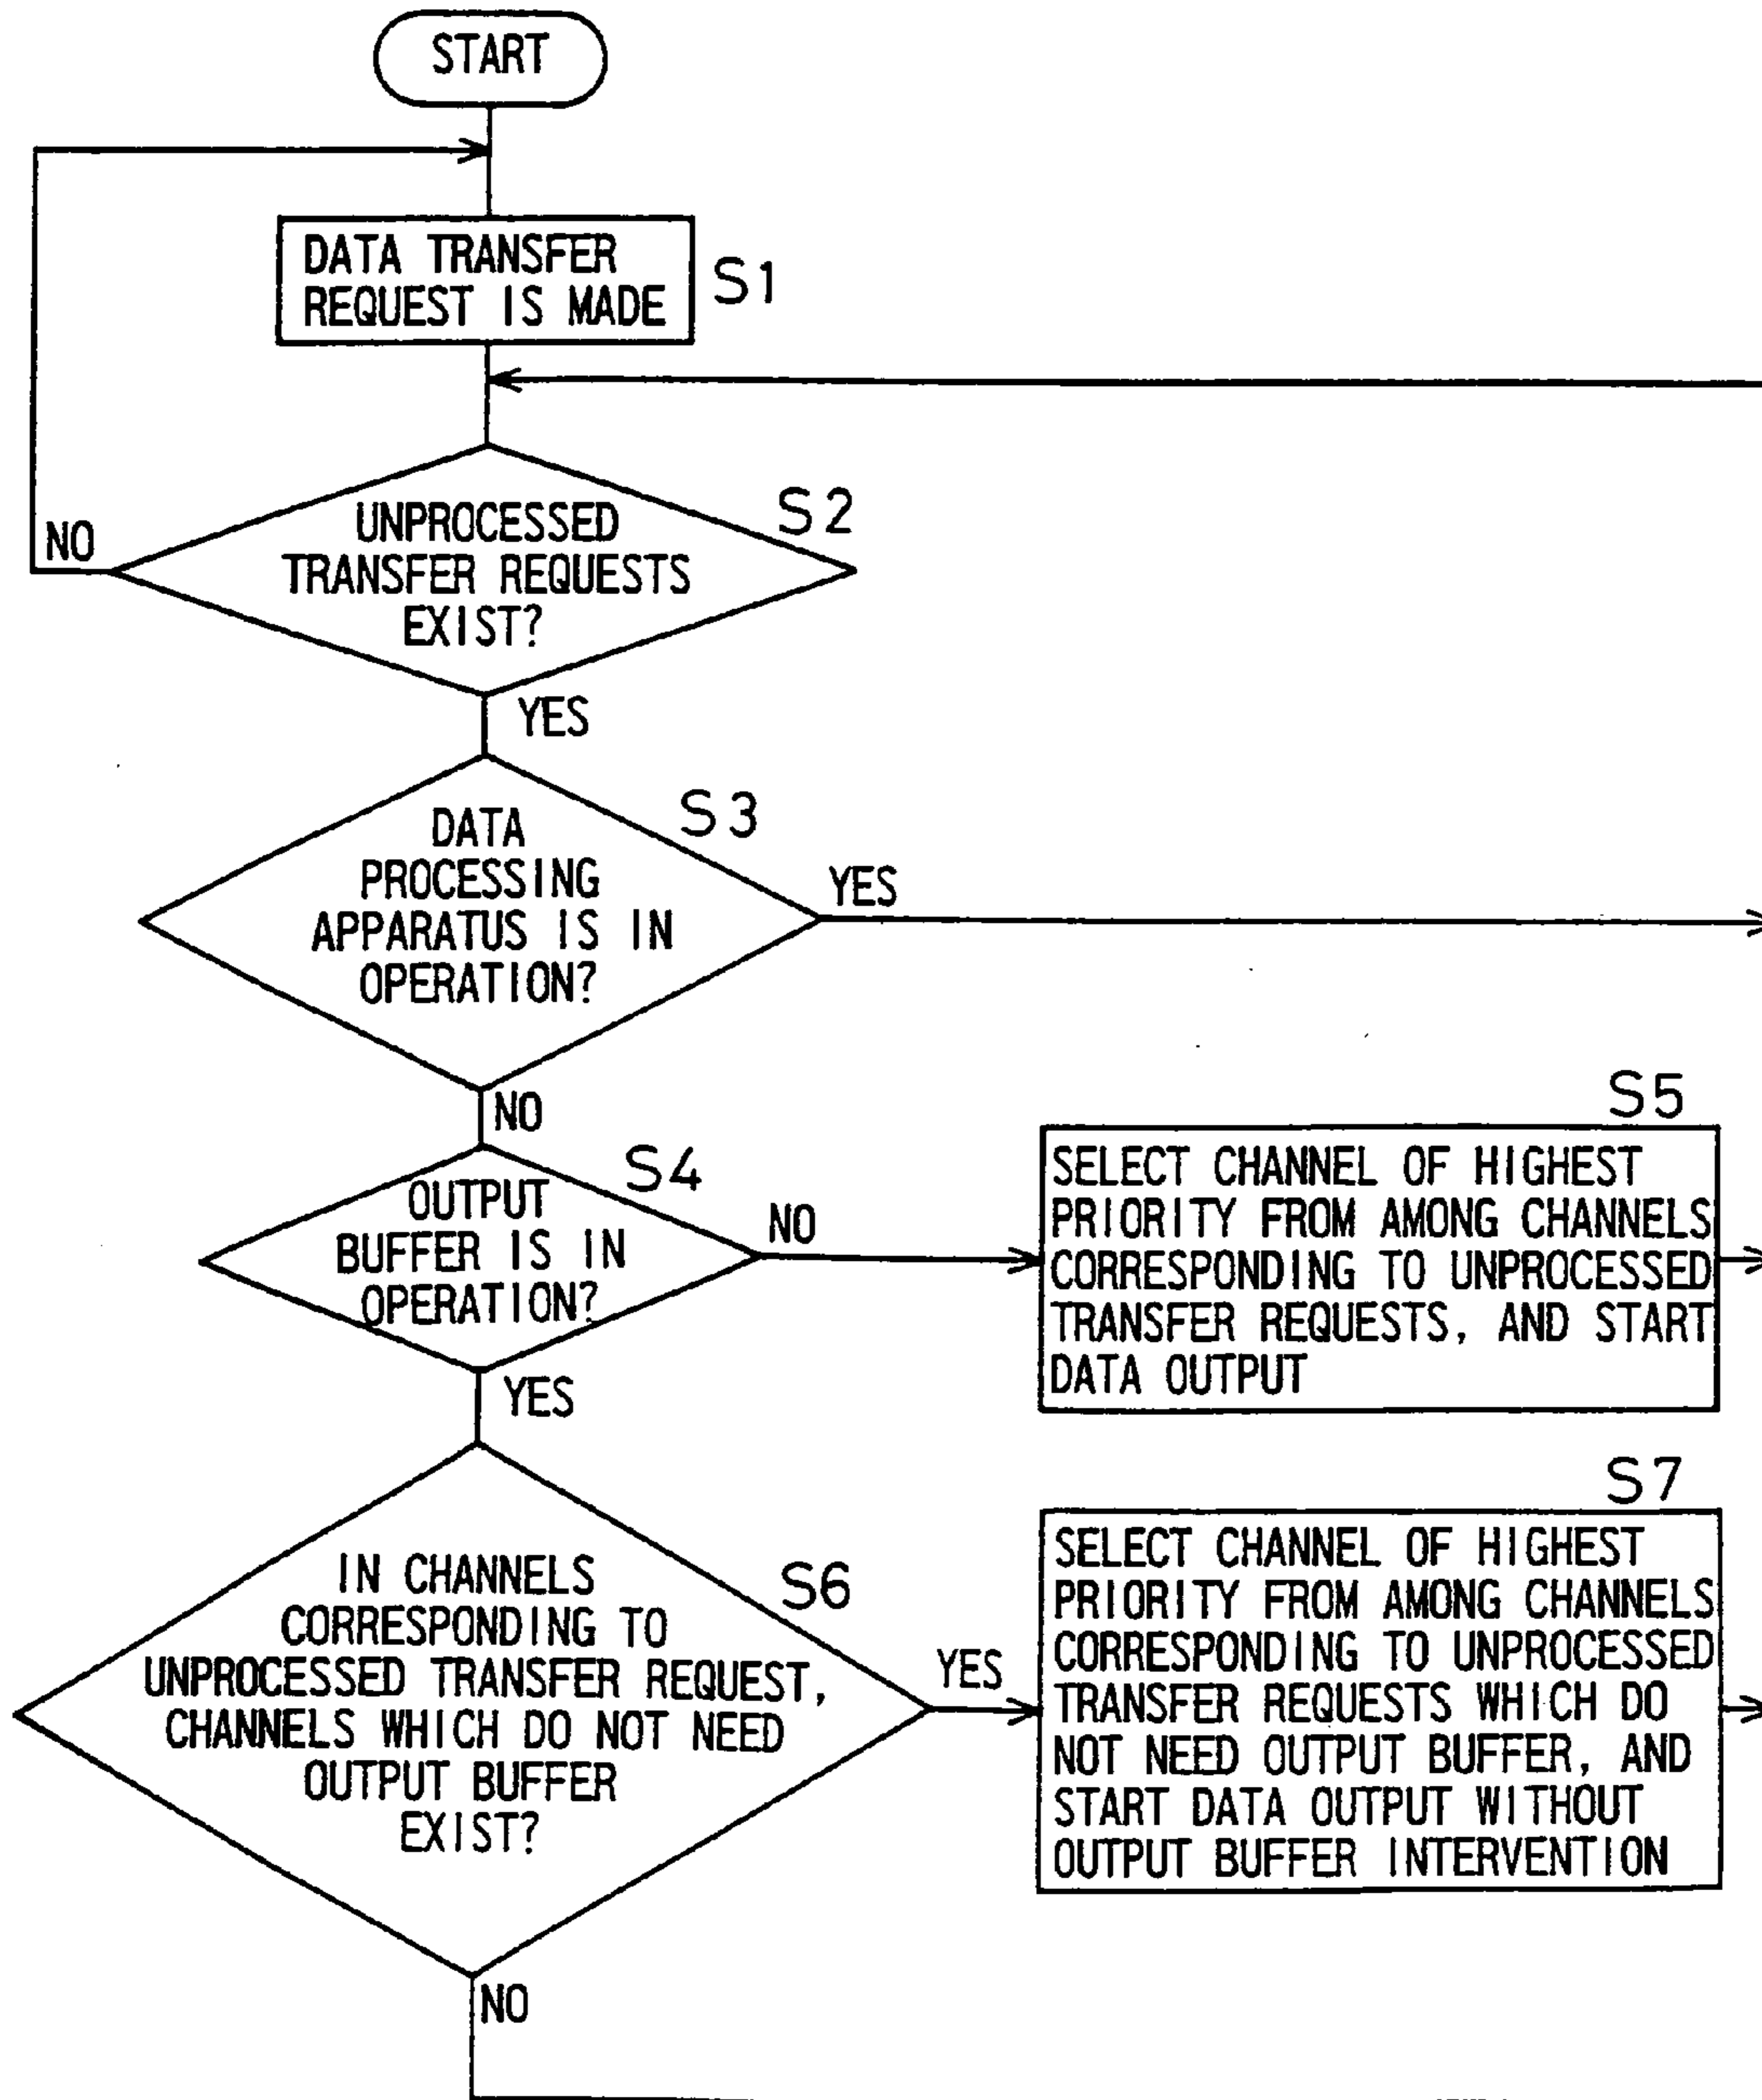 START
DATA TRANSFER
REQUEST IS MADE
S1
UNPROCESSED
TRANSFER REQUESTS
EXIST?
S2
NO
YES
DATA
PROCESSING
APPARATUS IS IN
OPERATION?
S3
YES
NO
OUTPUT
BUFFER IS IN
OPERATION?
S4
NO
YES
S5
SELECT CHANNEL OF HIGHEST
PRIORITY FROM AMONG CHANNELS
CORRESPONDING TO UNPROCESSED
TRANSFER REQUESTS, AND START
DATA OUTPUT
IN CHANNELS
CORRESPONDING TO
UNPROCESSED TRANSFER REQUEST,
CHANNELS WHICH DO NOT NEED
OUTPUT BUFFER
EXIST?
S6
YES
NO
S7
SELECT CHANNEL OF HIGHEST
PRIORITY FROM AMONG CHANNELS
CORRESPONDING TO UNPROCESSED
TRANSFER REQUESTS WHICH DO
NOT NEED OUTPUT BUFFER, AND
START DATA OUTPUT WITHOUT
OUTPUT BUFFER INTERVENTION